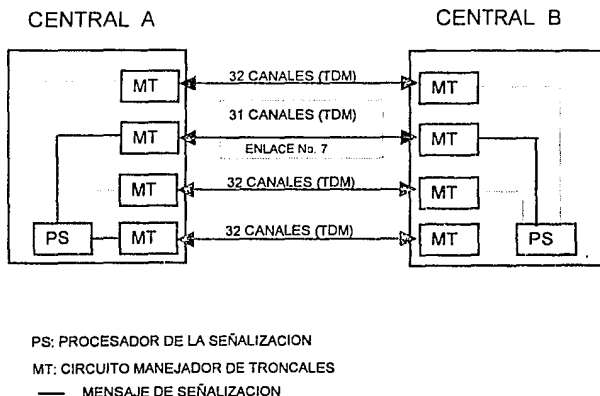 CENTRAL A
CENTRAL B
MT
32 CANALES (TDM)
MT
MT
31 CANALES (TDM)
ENLACE No. 7
MT
MT
32 CANALES (TDM)
MT
PS
MT
32 CANALES (TDM)
MT
PS
PS: PROCESADOR DE LA SEÑALIZACION
MT: CIRCUITO MANEJADOR DE TRONCALES
MENSAJE DE SEÑALIZACION